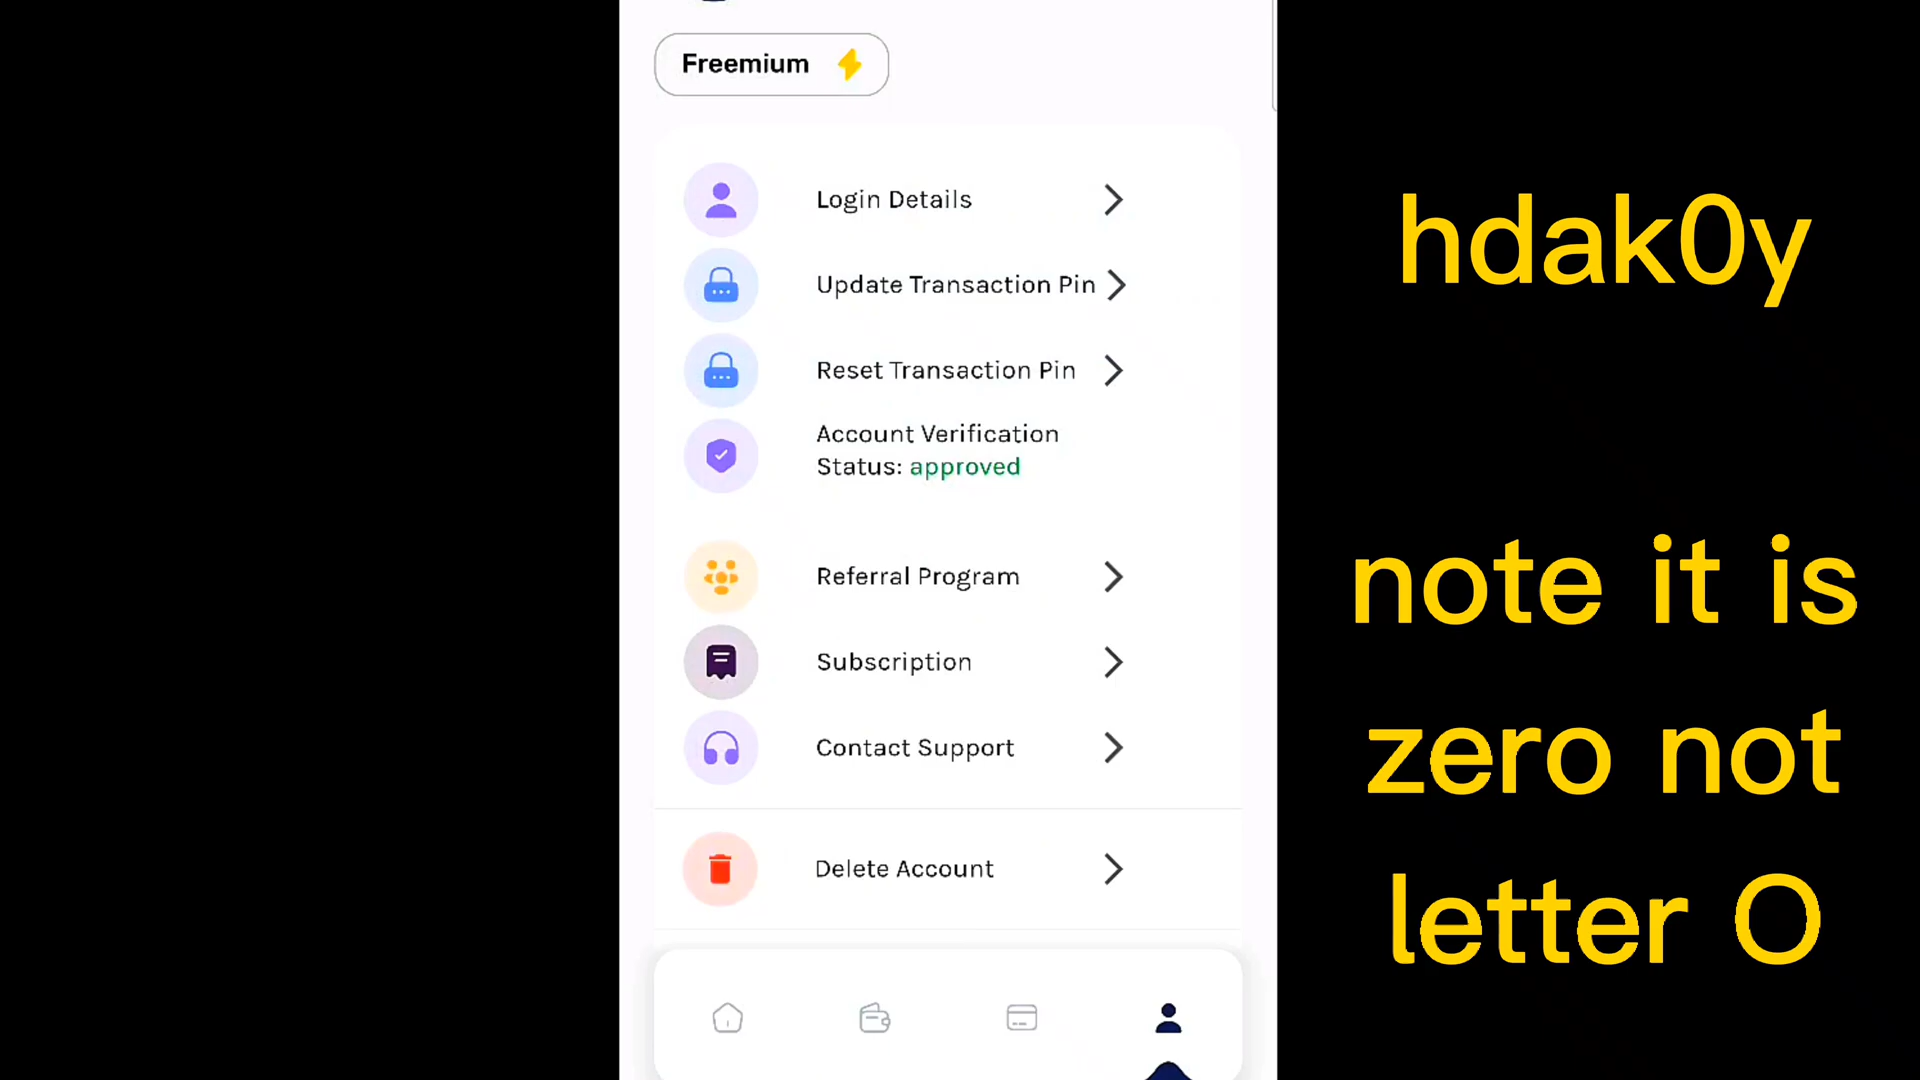 Freemium
Login Details
Update Transaction Pin
Reset Transaction Pin
Account Verification
Status: approved
Referral Program
Subscription
Contact Support
Delete Account
hdak0y
note it is
zero not
letter O